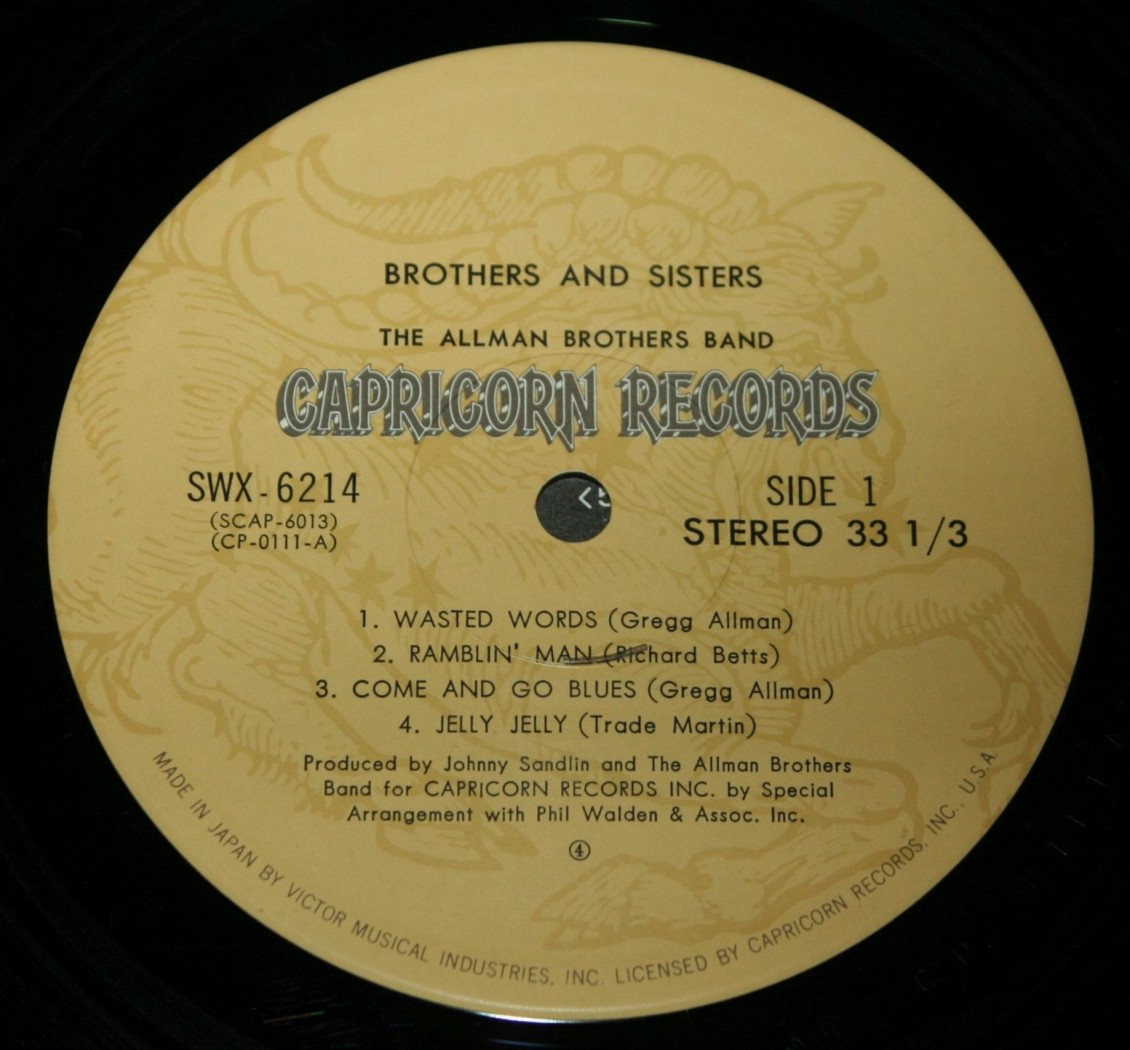 BROTHERS AND SISTERS
THE ALLMAN BROTHERS BAND
CAPRICORN RECORDS
SWX-6214
(SCAP-6013)
(CP-0111-A)
SIDE 1
STEREO 33 1/3
<5
1. WASTED WORDS (Gregg Allman)
2. RAMBLIN' MAN (Richard Betts)
3. COME AND GO BLUES (Gregg Allman)
4. JELLY JELLY (Trade Martin)
Produced by Johnny Sandlin and The Allman Brothers
Band for CAPRICORN RECORDS INC. by Special
Arrangement with Phil Walden & Assoc. Inc.
④
MADE IN JAPAN BY VICTOR MUSICAL INDUSTRIES, INC. LICENSED BY CAPRICORN RECORDS, INC., U.S.A.